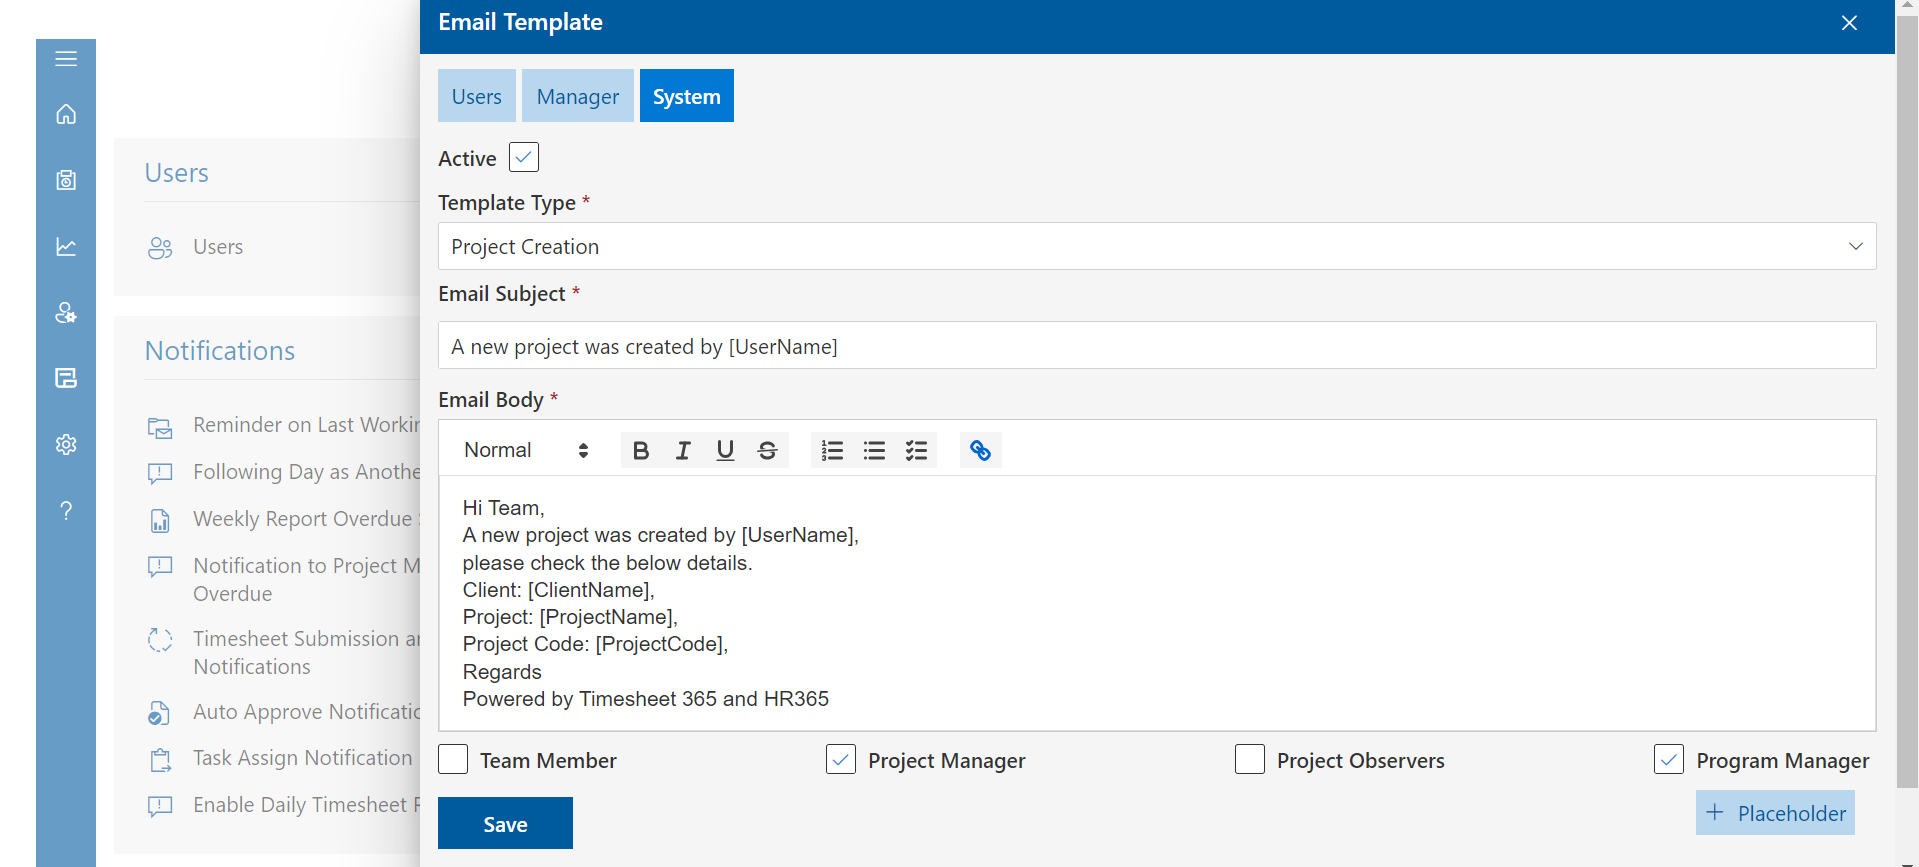 Email Template
Users
Manager
System
Active
Template Type *
Project Creation
Email Subject *
A new project was created by [UserName]
Email Body *
Normal
Hi Team,
A new project was created by [UserName],
please check the below details.
Client: [ClientName],
Project: [ProjectName],
Project Code: [ProjectCode],
Regards
Powered by Timesheet 365 and HR365
Team Member
Project Manager
Project Observers
Program Manager
Save
+ Placeholder
Users
Users
Notifications
Reminder on Last
Following Day as
Weekly Report Overdue
Notification to Project
Overdue
Timesheet Submission
Notifications
Auto Approve
Task Assign Notification
Enable Daily Timesheet